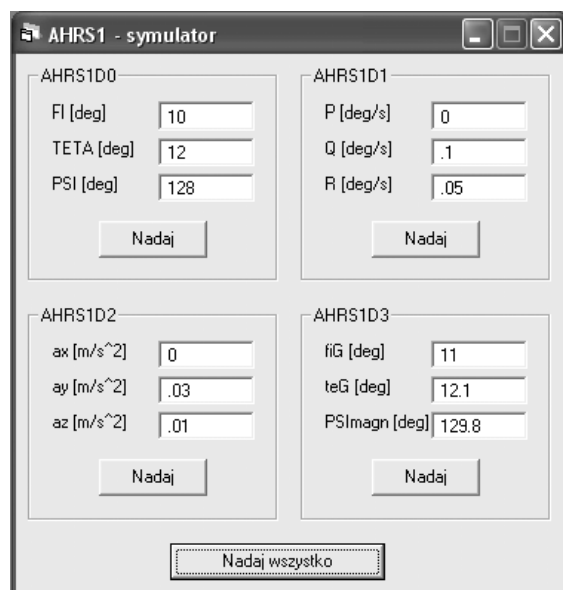 AHRS1 - symulator
AHRS1D0
FI [deg] 10
TETA [deg] 12
PSI [deg] 128
Nadaj
AHRS1D1
P [deg/s] 0
Q [deg/s] .1
R [deg/s] .05
Nadaj
AHRS1D2
ax [m/s^2] 0
ay [m/s^2] .03
az [m/s^2] .01
Nadaj
AHRS1D3
fiG [deg] 11
teG [deg] 12.1
PSImagn [deg] 129.8
Nadaj
Nadaj wszystko